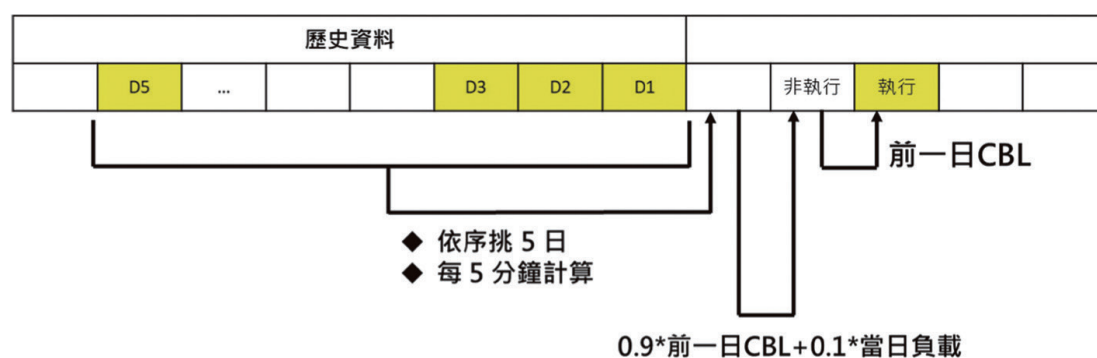 歷史資料
D5 ... D3 D2 D1 非執行 執行
前一日CBL
◆ 依序挑 5 日
◆ 每 5 分鐘計算
0.9*前一日CBL+0.1*當日負載